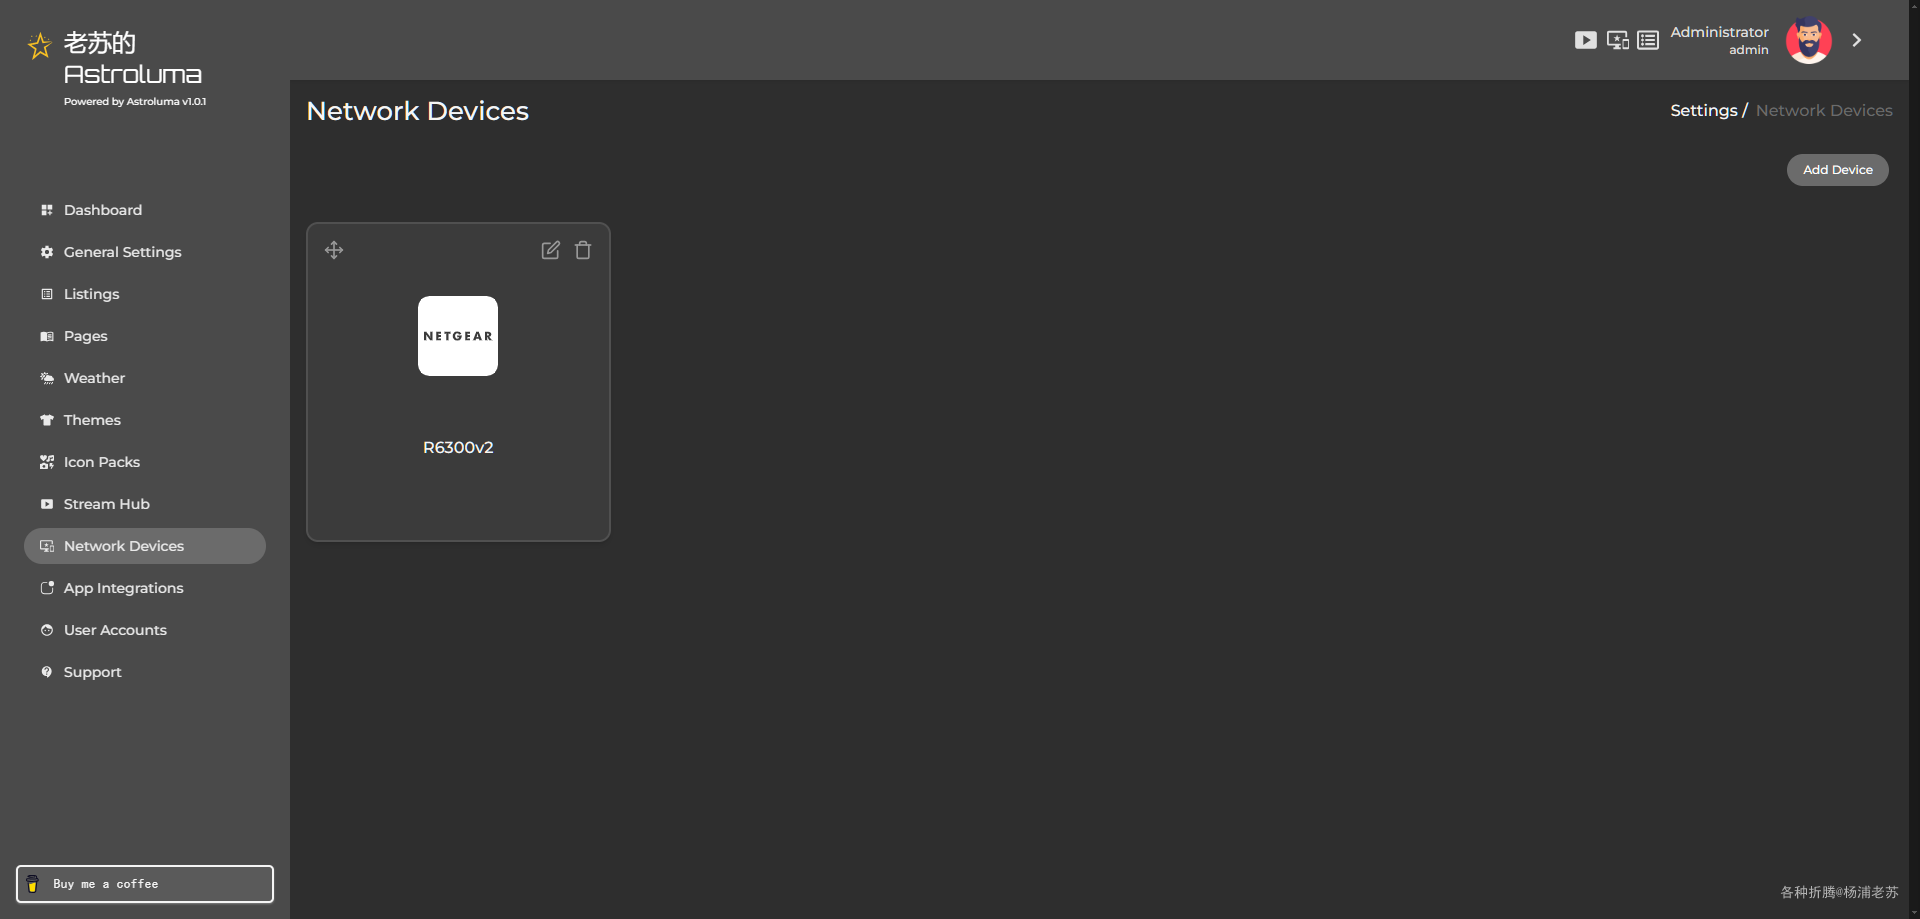 老苏的
Astroluma
Powered by Astroluma v1.0.1
Administrator
admin
Network Devices
Settings / Network Devices
Add Device
Dashboard
General Settings
Listings
Pages
Weather
Themes
Icon Packs
Stream Hub
Network Devices
App Integrations
User Accounts
Support
NETGEAR
R6300v2
Buy me a coffee
各种折腾@杨浦老苏